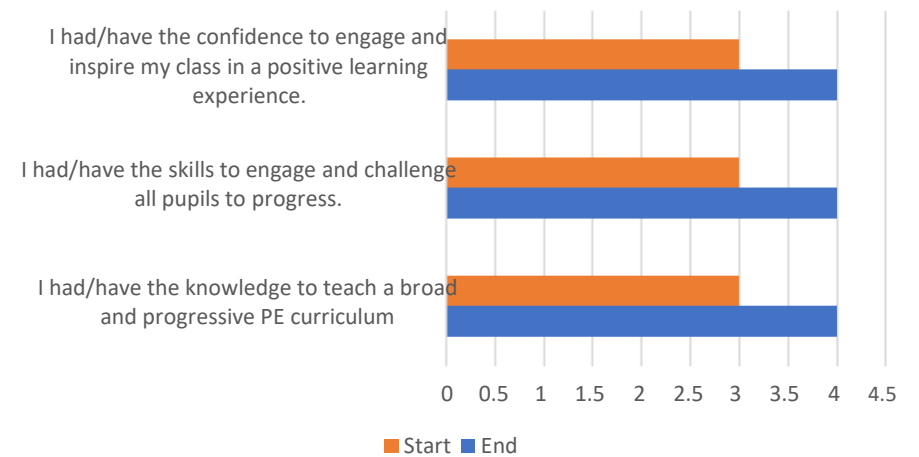 I had/have the confidence to engage and
inspire my class in a positive learning
experience.
I had/have the skills to engage and challenge
all pupils to progress.
I had/have the knowledge to teach a broad
and progressive PE curriculum
0 0.5 1 1.5 2 2.5 3 3.5 4 4.5
Start End